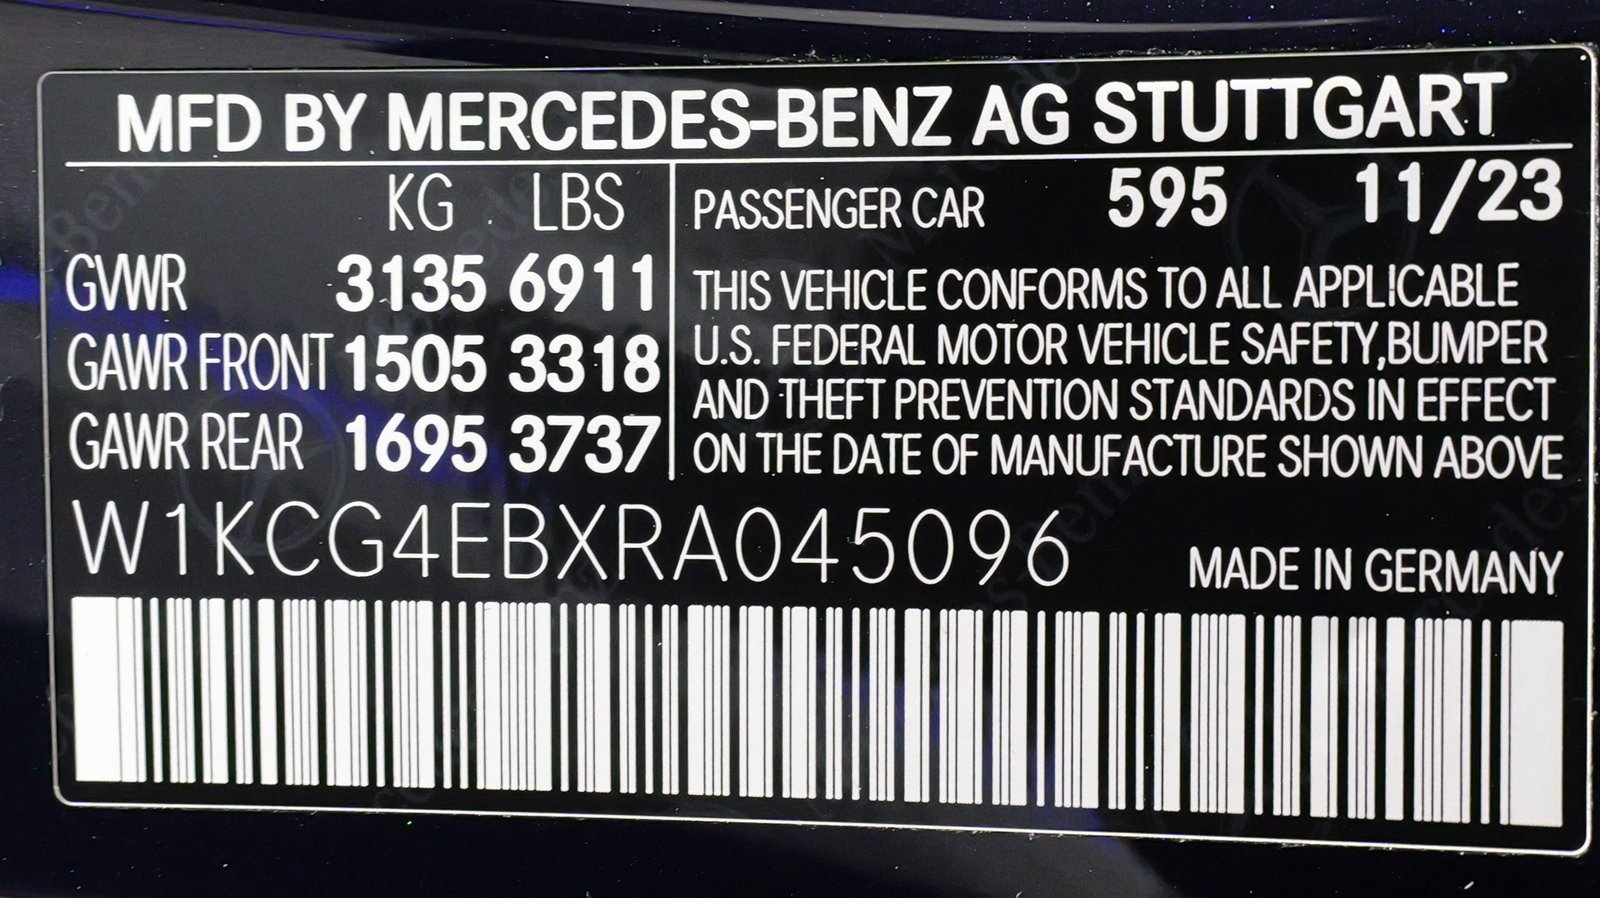 MFD BY MERCEDES-BENZ AG STUTTGART
KG LBS
GVWR 3135 6911
GAWR FRONT 1505 3318
GAWR REAR 1695 3737
PASSENGER CAR 595 11/23
THIS VEHICLE CONFORMS TO ALL APPLICABLE
U.S. FEDERAL MOTOR VEHICLE SAFETY,BUMPER
AND THEFT PREVENTION STANDARDS IN EFFECT
ON THE DATE OF MANUFACTURE SHOWN ABOVE
W1KCG4EBXRA045096
MADE IN GERMANY